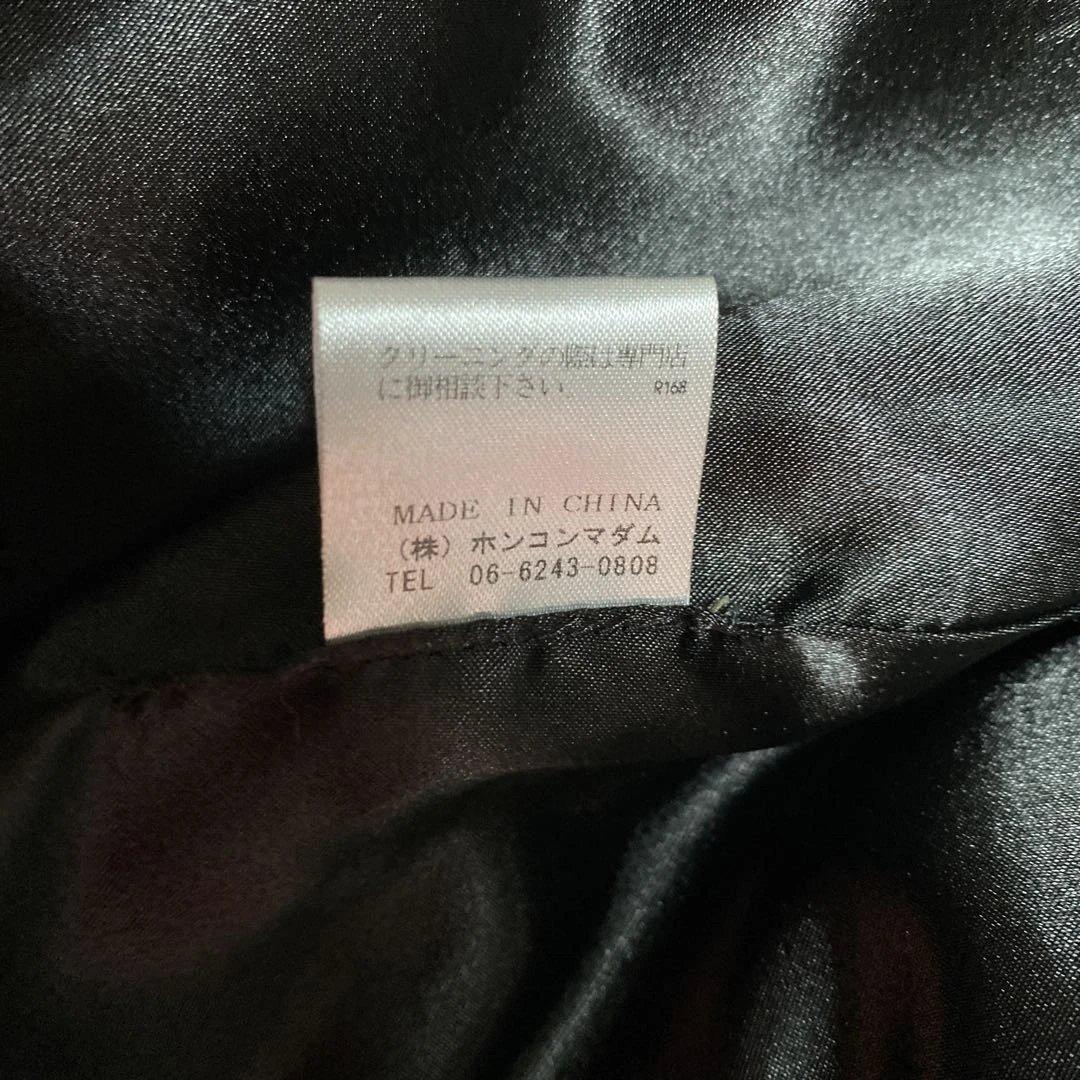 クリーニングの際は専門店
に御相談下さい。
R168
MADE IN CHINA
(株) ホンコンマダム
TEL 06-6243-0808